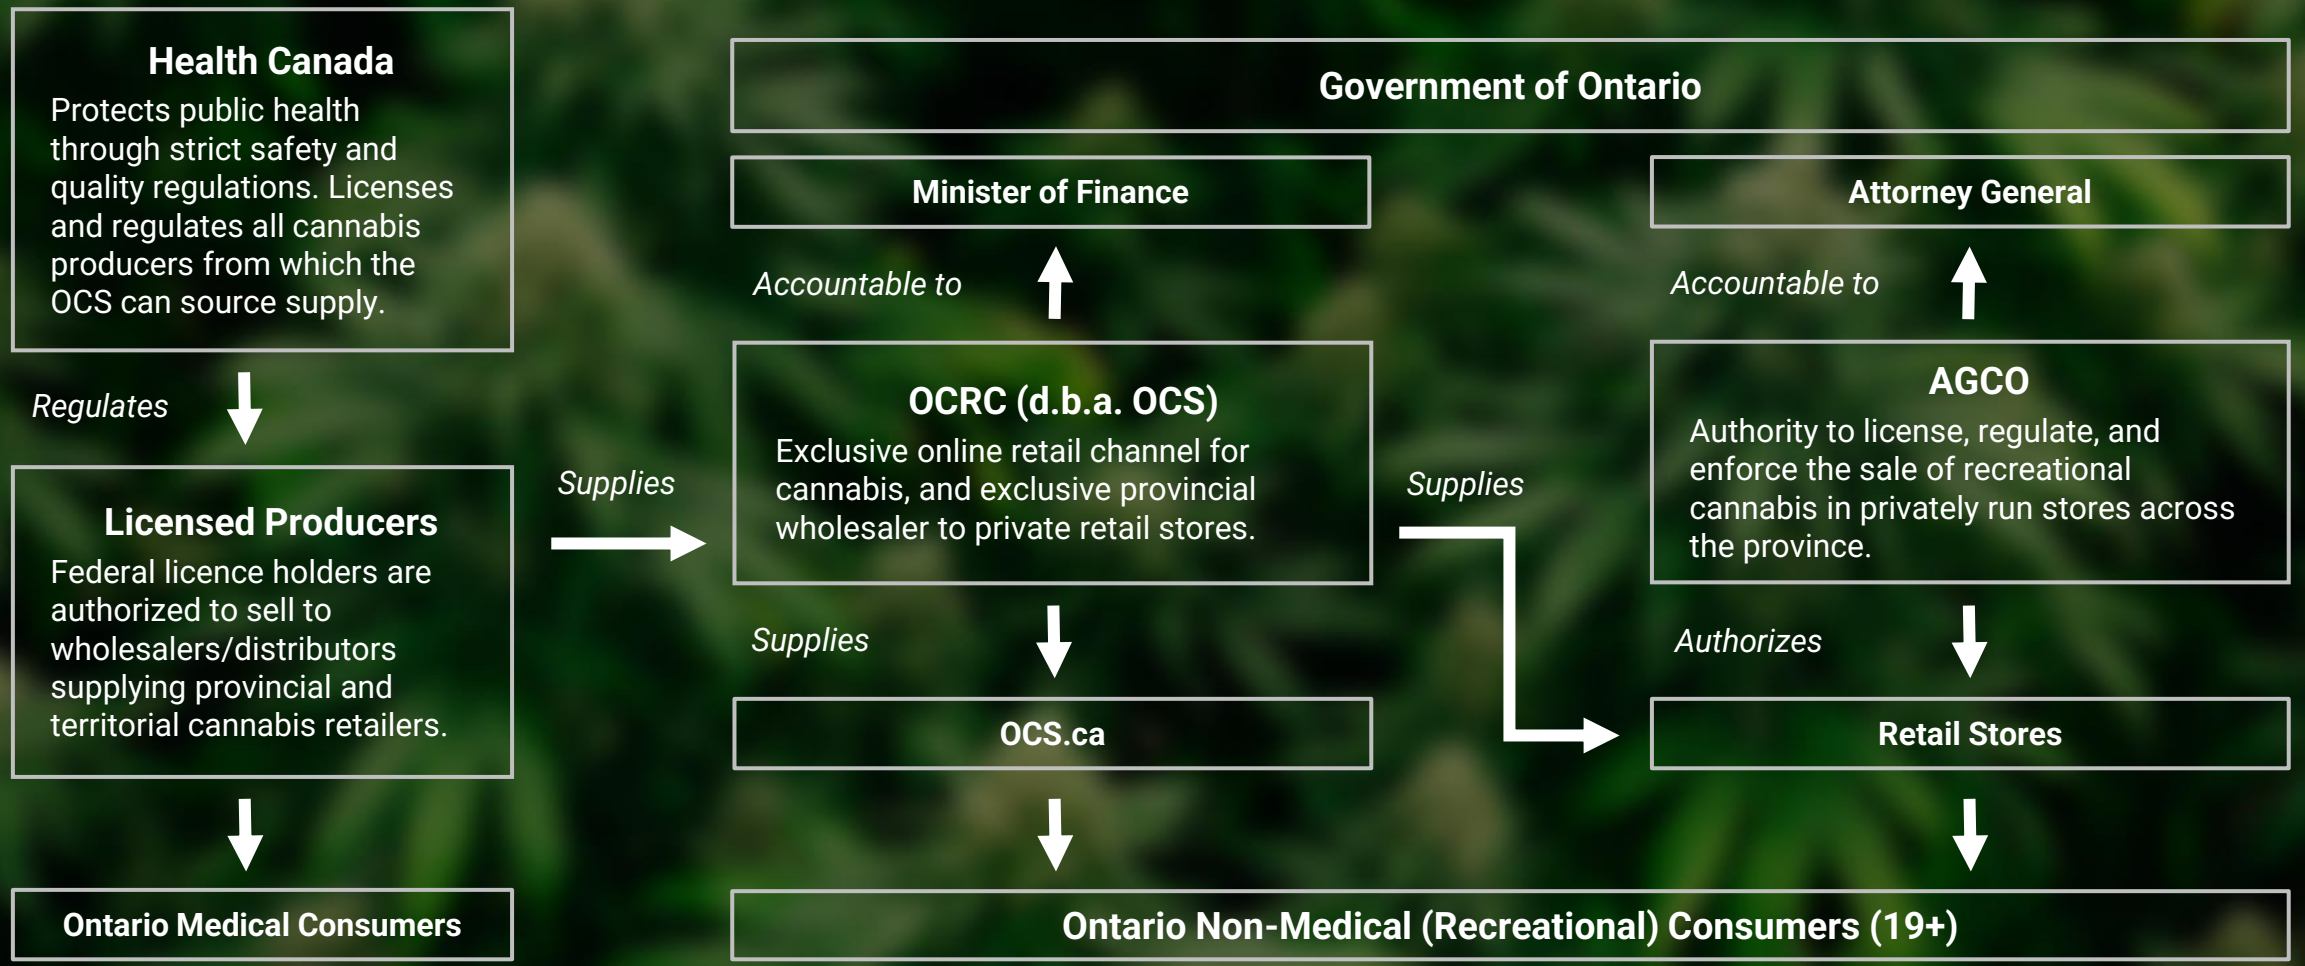 Health Canada
Protects public health
through strict safety and
quality regulations. Licenses
and regulates all cannabis
producers from which the
OCS can source supply.
Regulates
Licensed Producers
Federal licence holders are
authorized to sell to
wholesalers/distributors
supplying provincial and
territorial cannabis retailers.
Ontario Medical Consumers
Supplies
Government of Ontario
Minister of Finance
Accountable to
OCRC (d.b.a. OCS)
Exclusive online retail channel for
cannabis, and exclusive provincial
wholesaler to private retail stores.
Supplies
OCS.ca
Supplies
Attorney General
Accountable to
AGCO
Authority to license, regulate, and
enforce the sale of recreational
cannabis in privately run stores across
the province.
Authorizes
Retail Stores
Ontario Non-Medical (Recreational) Consumers (19+)